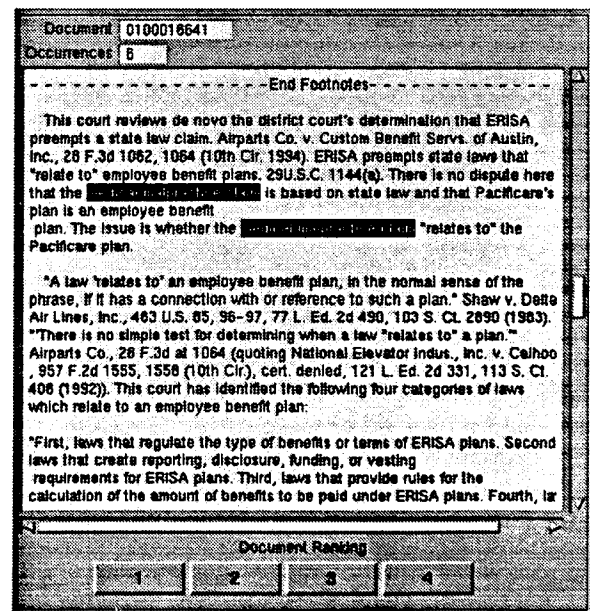 Document 0100016641
Occurrences 6
- - - - - - - - - - - - - - - - - - - -End Footnotes- - - - - - - - - - - - - - - -
This court reviews de novo the district court's determination that ERISA
preempts a state law claim. Airparts Co. v. Custom Benefit Servs. of Austin,
Inc., 28 F.3d 1062, 1064 (10th Cir. 1994). ERISA preempts state laws that
"relate to" employee benefit plans. 29U.S.C. 1144(a). There is no dispute here
that the is based on state law and that Pacificare's
plan is an employee benefit
plan. The issue is whether the "relates to" the
Pacificare plan.
"A law 'relates to' an employee benefit plan, in the normal sense of the
phrase, if it has a connection with or reference to such a plan." Shaw v. Delta
Air Lines, Inc., 463 U.S. 85, 96-97, 77 L. Ed. 2d 490, 103 S. Ct. 2890 (1983).
"'There is no simple test for determining when a law "relates to" a plan.'"
Airparts Co., 28 F.3d at 1064 (quoting National Elevator Indus., Inc. v. Calhoo
, 957 F.2d 1555, 1558 (10th Cir.), cert. denied, 121 L. Ed. 2d 331, 113 S. Ct.
406 (1992)). This court has identified the following four categories of laws
which relate to an employee benefit plan:
"First, laws that regulate the type of benefits or terms of ERISA plans. Second
laws that create reporting, disclosure, funding, or vesting
requirements for ERISA plans. Third, laws that provide rules for the
calculation of the amount of benefits to be paid under ERISA plans. Fourth, la
Document Ranking
1 2 3 4